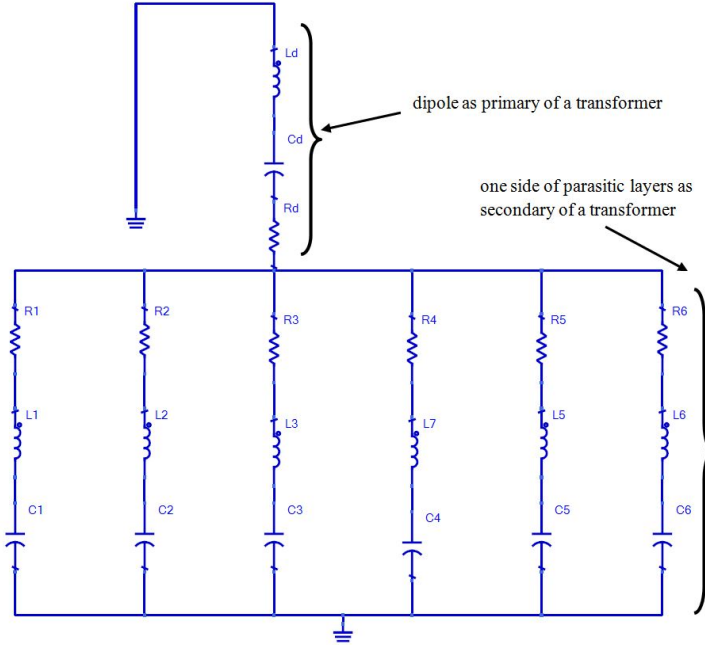 Ld
dipole as primary of a transformer
Cd
one side of parasitic layers as
secondary of a transformer
Rd
R1 R2 R3 R4 R5 R6
L1 L2 L3 L7 L5 L6
C1 C2 C3 C4 C5 C6